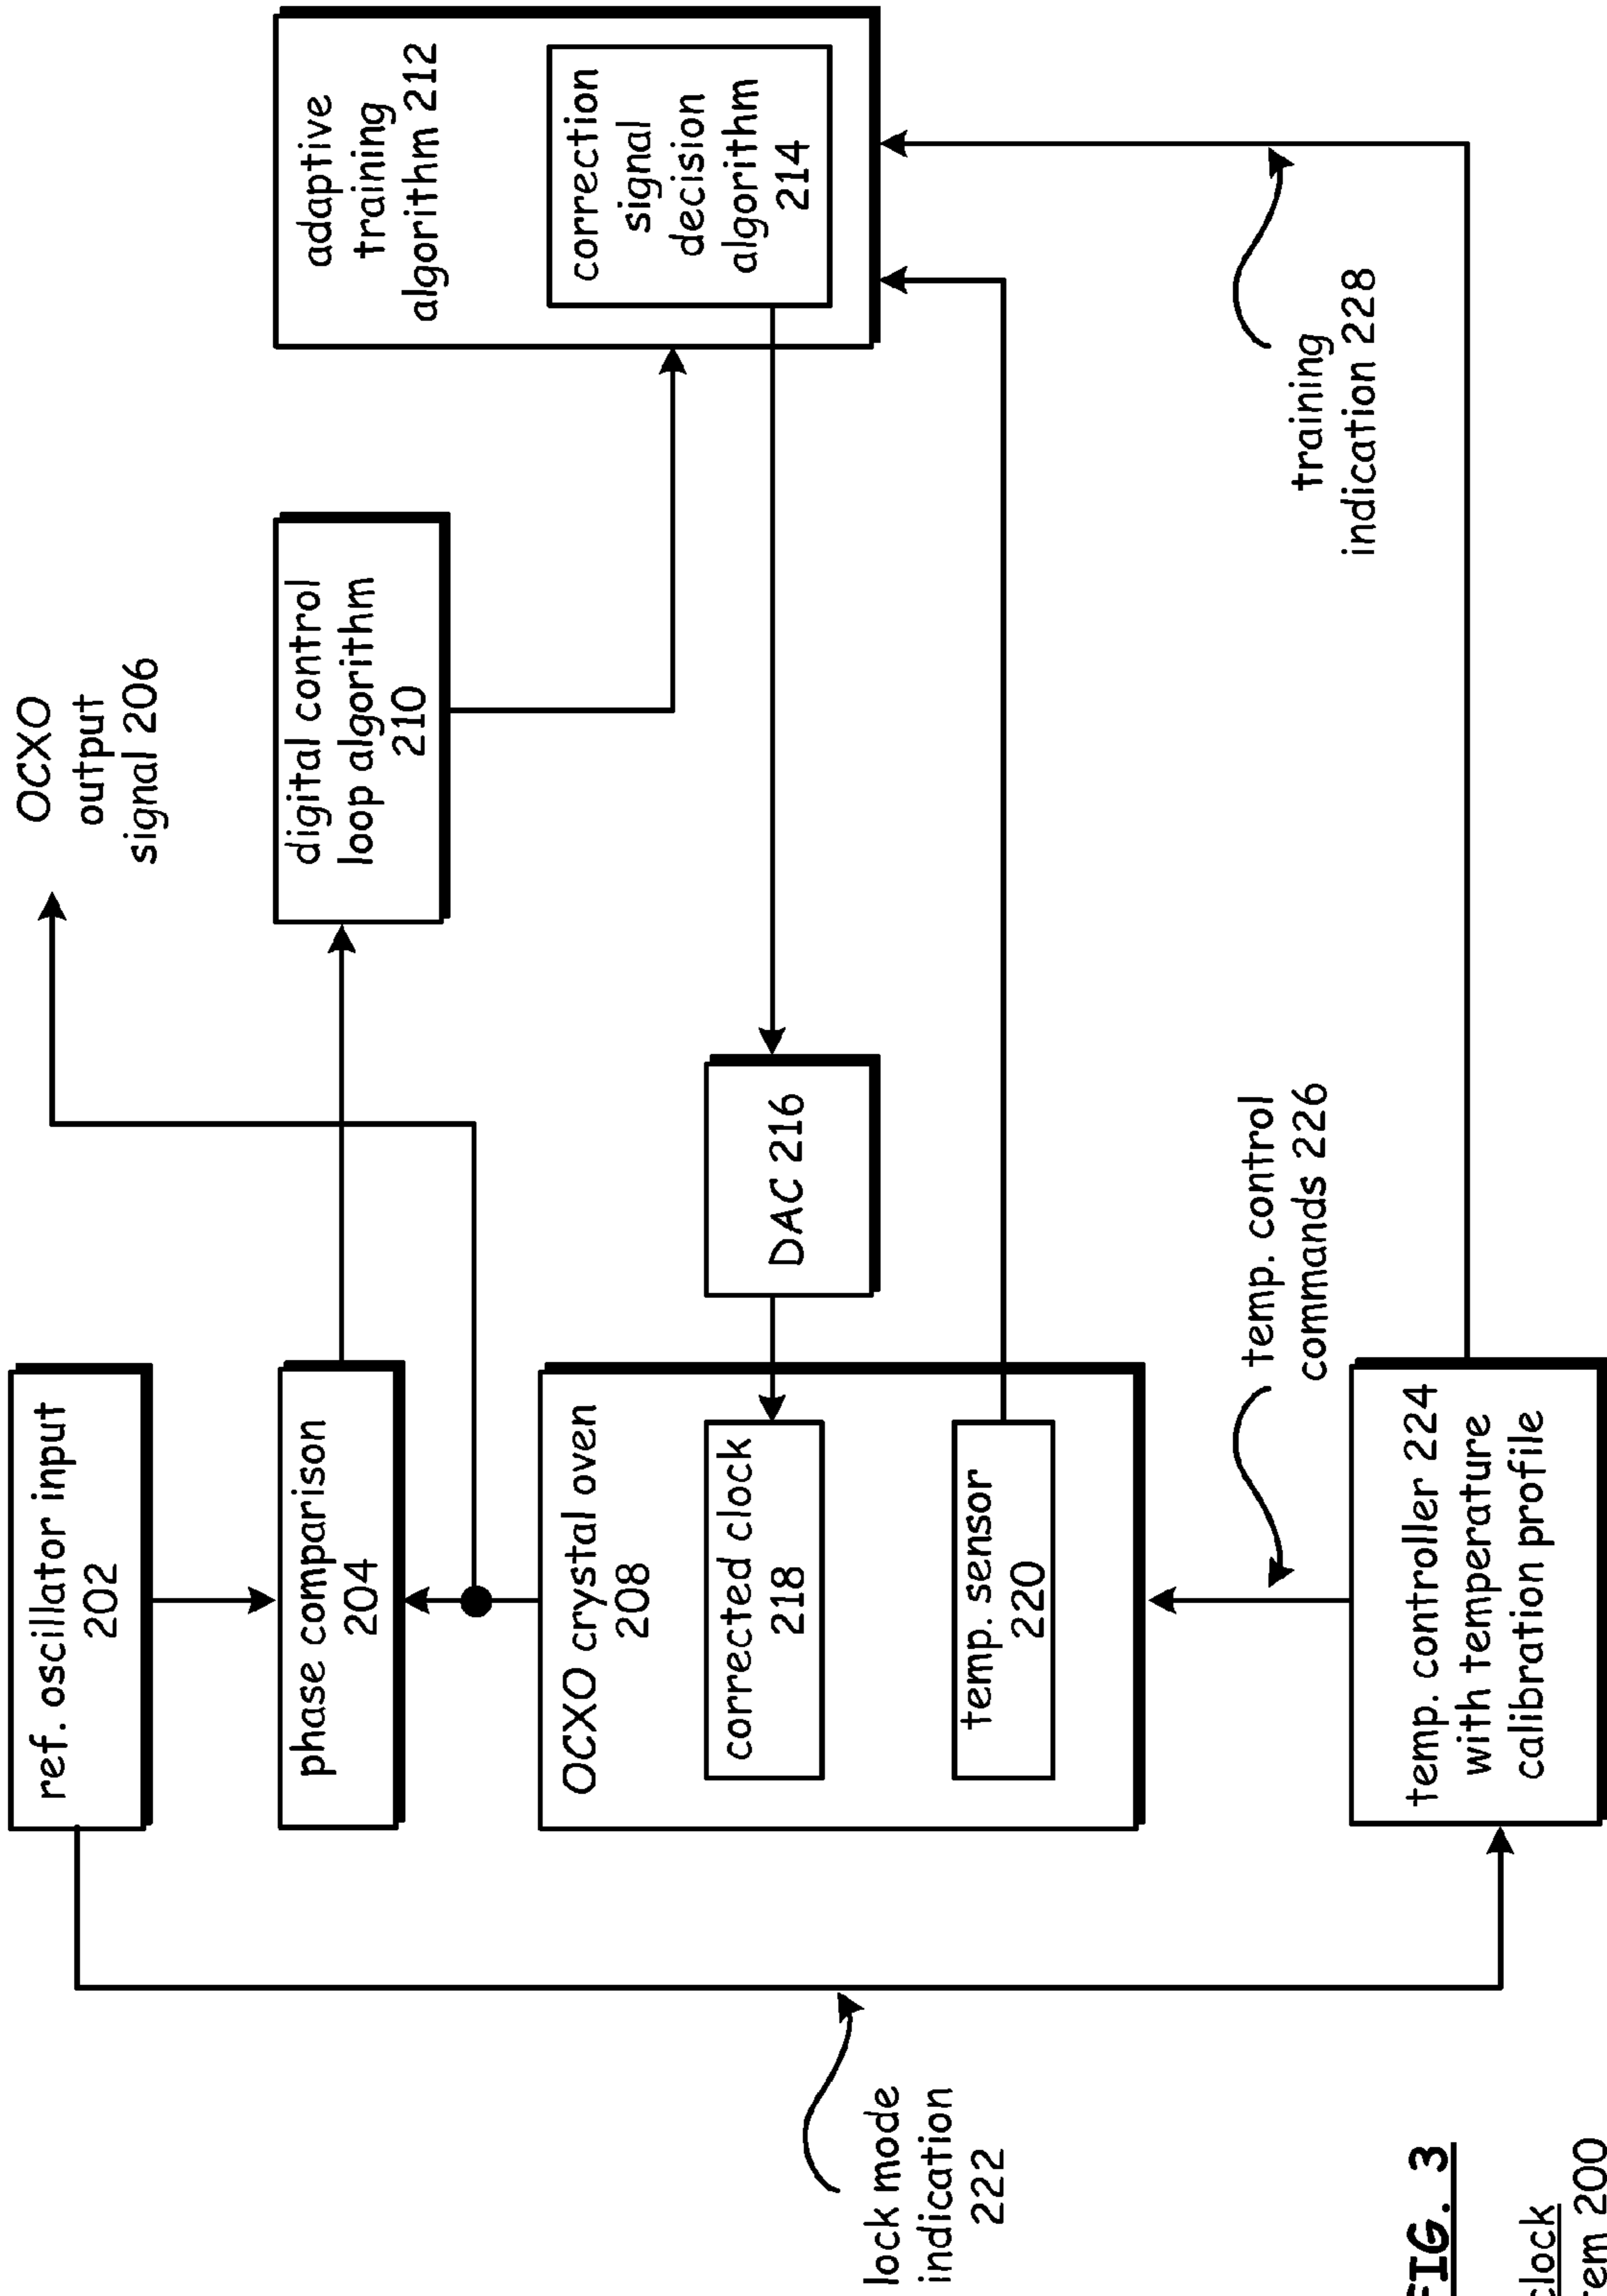 OCXO
output
signal 206
ref. oscillator input
202
phase comparison
204
digital control
loop algorithm
210
adaptive
training
algorithm 212
correction
signal
decision
algorithm
214
OCXO crystal oven
208
corrected clock
218
temp. sensor
220
DAC 216
lock mode
indication
222
temp. control
commands 226
training
indication 228
temp. controller 224
with temperature
calibration profile
FIG. 3
clock
200